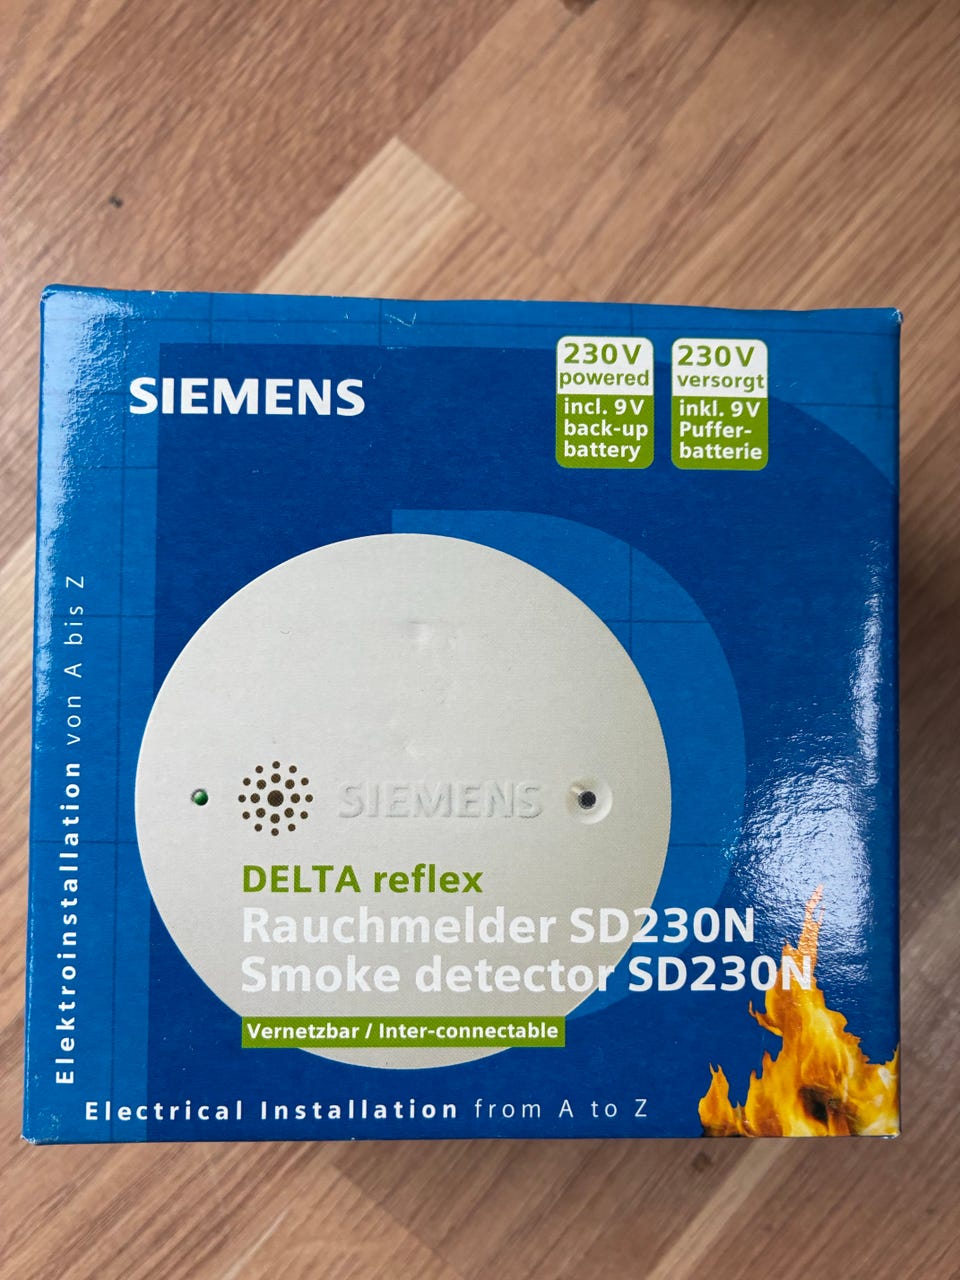 SIEMENS
230V
powered
incl. 9V
back-up
battery
230V
versorgt
inkl. 9V
Puffer-
batterie
Elektroinstallation von A bis Z
SIEMENS
DELTA reflex
Rauchmelder SD230N
Smoke detector SD230N
Vernetzbar / Inter-connectable
Electrical Installation from A to Z